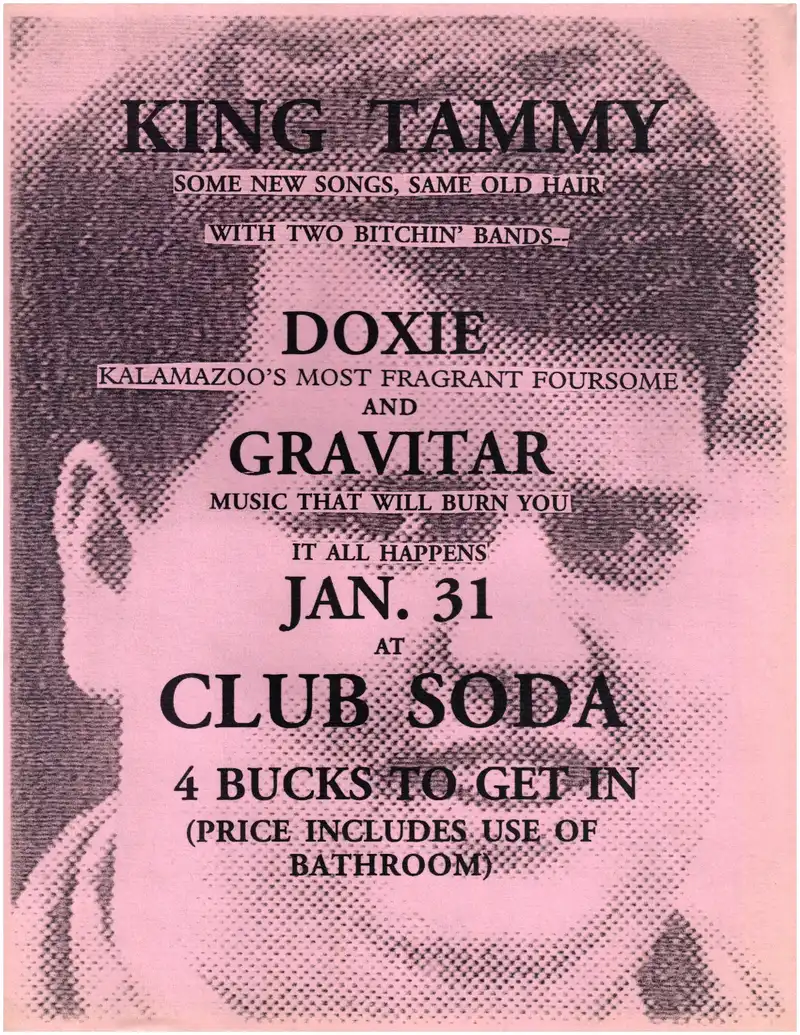 KING TAMMY
SOME NEW SONGS, SAME OLD HAIR
WITH TWO BITCHIN' BANDS--
DOXIE
KALAMAZOO'S MOST FRAGRANT FOURSOME
AND
GRAVITAR
MUSIC THAT WILL BURN YOU
IT ALL HAPPENS
JAN. 31
AT
CLUB SODA
4 BUCKS TO GET IN
(PRICE INCLUDES USE OF
BATHROOM)